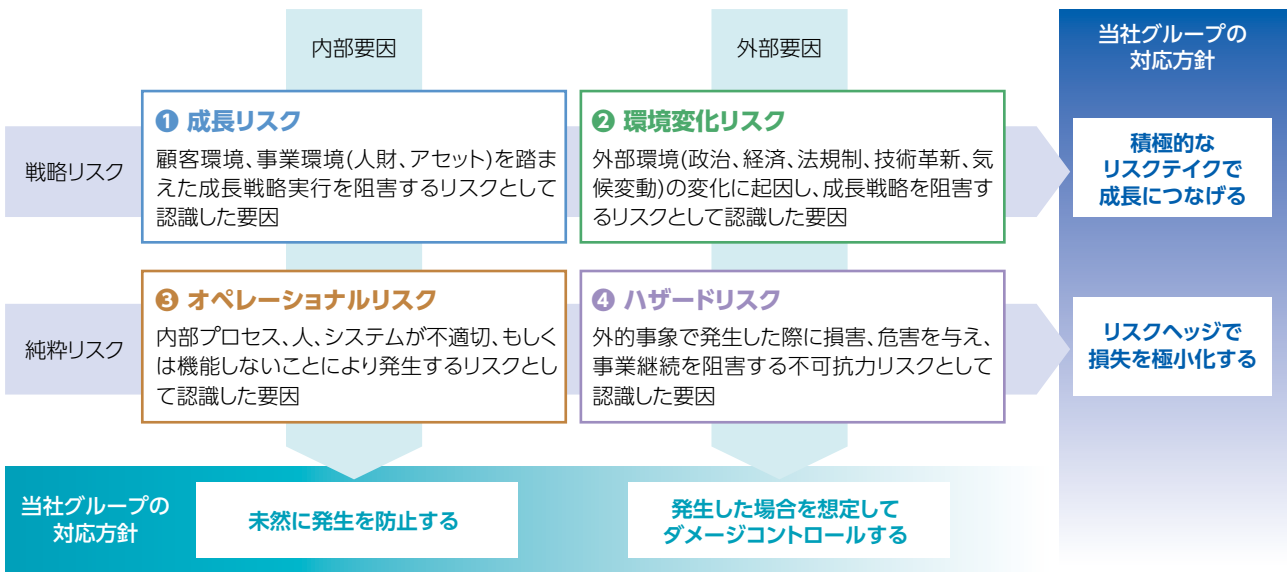 内部要因
外部要因
当社グループの
対応方針
戦略リスク
❶ 成長リスク
顧客環境、事業環境(人財、アセット)を踏ま
えた成長戦略実行を阻害するリスクとして
認識した要因
❷ 環境変化リスク
外部環境(政治、経済、法規制、技術革新、気
候変動)の変化に起因し、成長戦略を阻害す
るリスクとして認識した要因
積極的な
リスクテイクで
成長につなげる
純粋リスク
❸ オペレーショナルリスク
内部プロセス、人、システムが不適切、もしく
は機能しないことにより発生するリスクとし
て認識した要因
❹ ハザードリスク
外的事象で発生した際に損害、危害を与え、
事業継続を阻害する不可抗力リスクとして
認識した要因
リスクヘッジで
損失を極小化する
当社グループの
対応方針
未然に発生を防止する
発生した場合を想定して
ダメージコントロールする